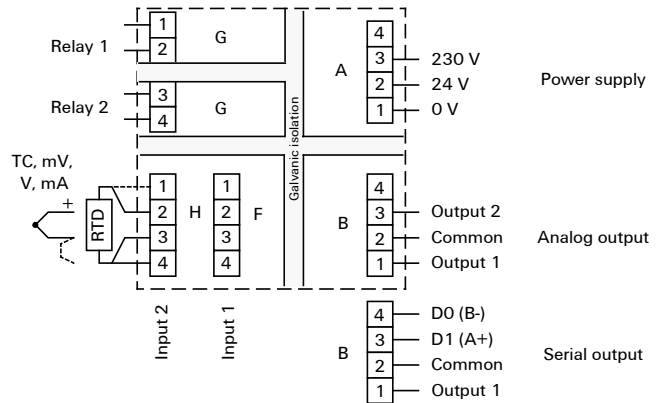 Relay 1
1
2
G
Relay 2
3
4
G
Galvanic isolation
A
4
3
2
1
230 V
24 V
0 V
Power supply
TC, mV,
V, mA
+
RTD
1
2
3
4
H
1
2
3
4
F
Input 2
Input 1
B
4
3
2
1
Output 2
Common
Output 1
Analog output
B
4
3
2
1
D0 (B-)
D1 (A+)
Common
Output 1
Serial output